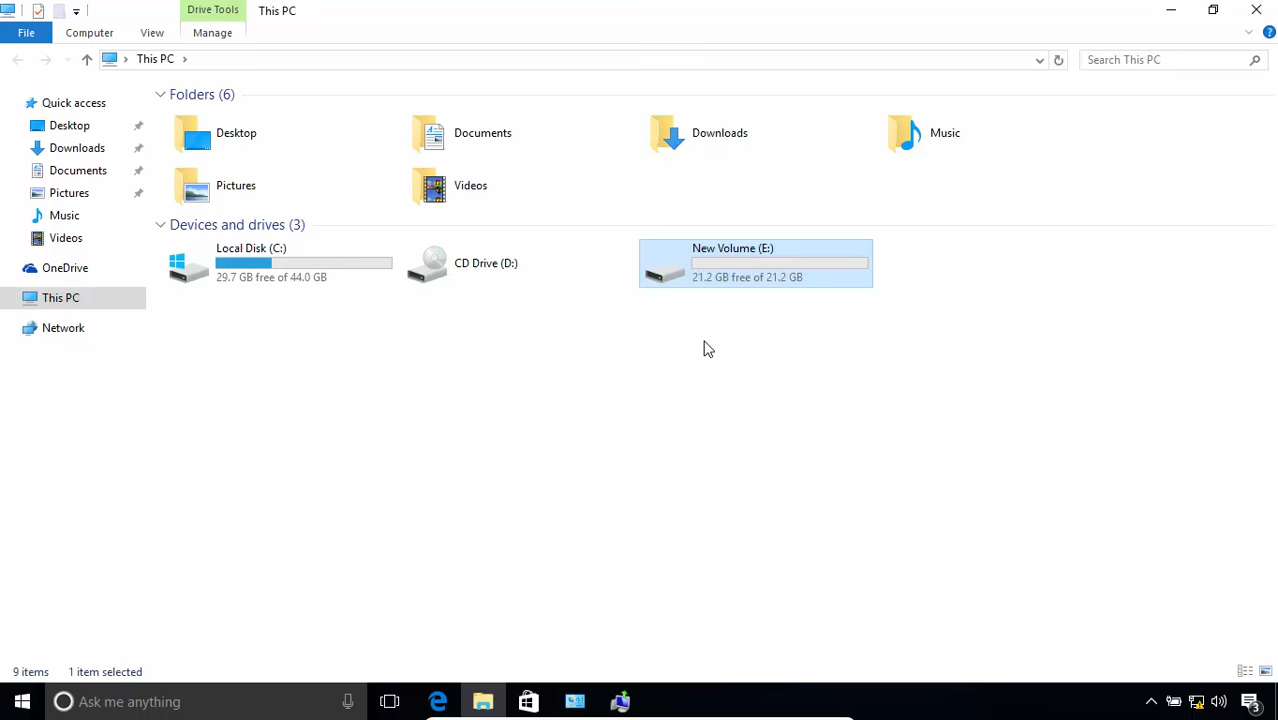 Drive Tools
This PC
File
Computer
View
Manage
This PC
Search This PC
Quick access
Desktop
Downloads
Documents
Pictures
Music
Videos
OneDrive
This PC
Network
Folders (6)
Desktop
Documents
Downloads
Music
Pictures
Videos
Devices and drives (3)
Local Disk (C:)
29.7 GB free of 44.0 GB
CD Drive (D:)
New Volume (E:)
21.2 GB free of 21.2 GB
9 items
1 item selected
Ask me anything
3